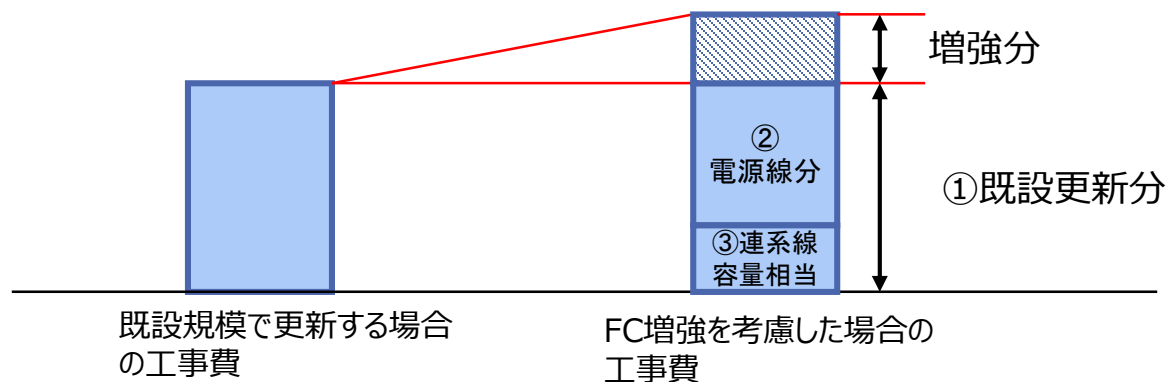 増強分
②
電源線分
①既設更新分
③連系線
容量相当
既設規模で更新する場合
の工事費
FC増強を考慮した場合の
工事費